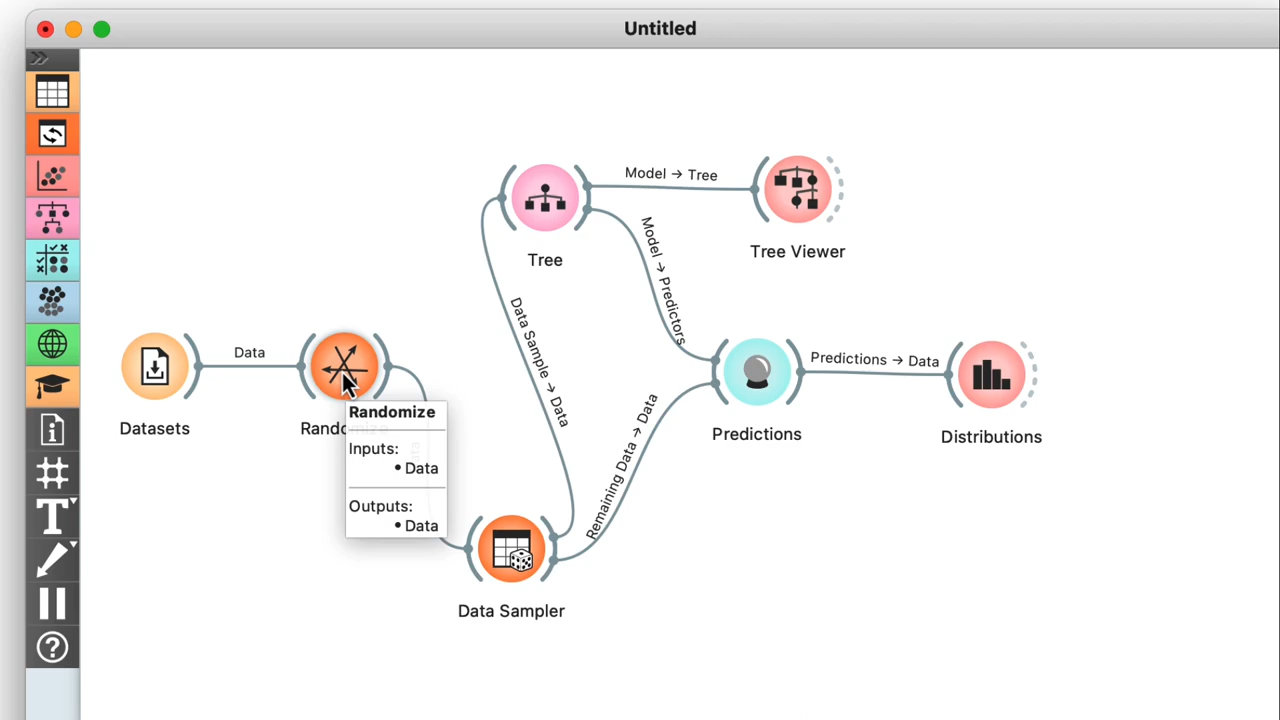 Untitled
Model → Tree
Tree
Tree Viewer
Model → Predictors
Data Sample → Data
Data
Predictions → Data
Datasets
Rando
Randomize
Inputs:
• Data
Outputs:
• Data
Predictions
Distributions
Remaining Data → Data
Data Sampler
T
?